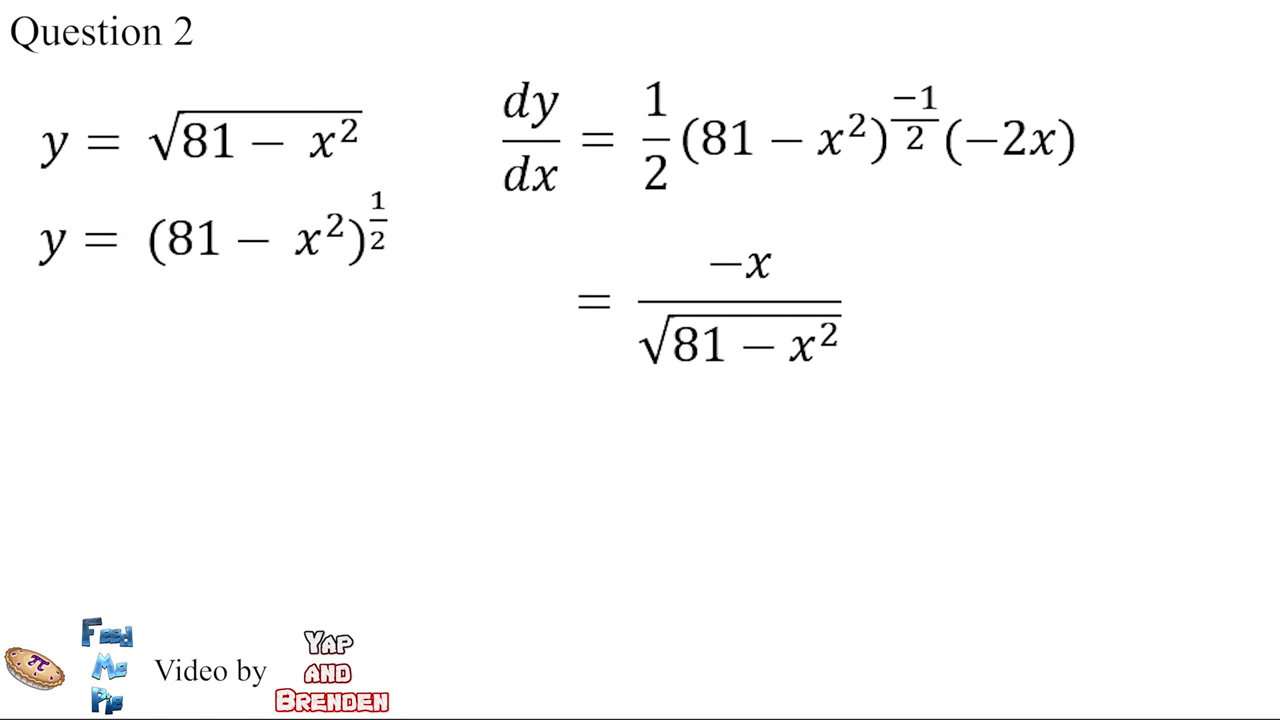 Question 2
y = √(81 − x²)
y = (81 − x²)^(1/2)
dy/dx = 1/2 (81 − x²)^(−1/2) (−2x)
= −x / √(81 − x²)
π
Feed
Me
Pie
Video by
Yap
and
Brenden